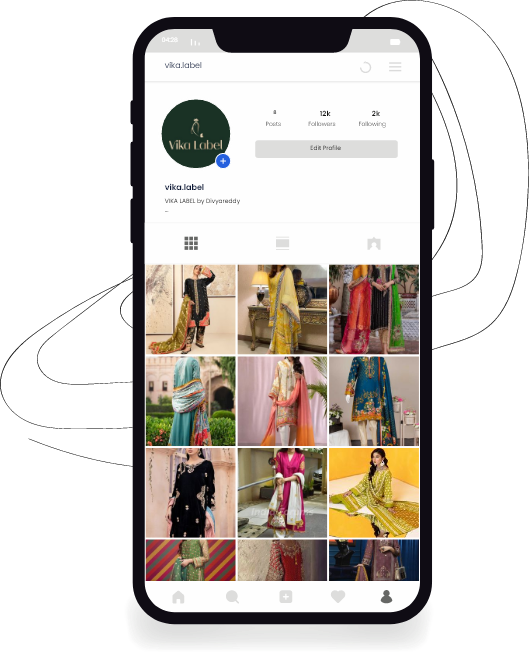 04:20
vika.label
Vika Label
8 12k 2k
Posts Followers Following
Edit Profile
vika.label
VIKA LABEL by Divyareddy
...